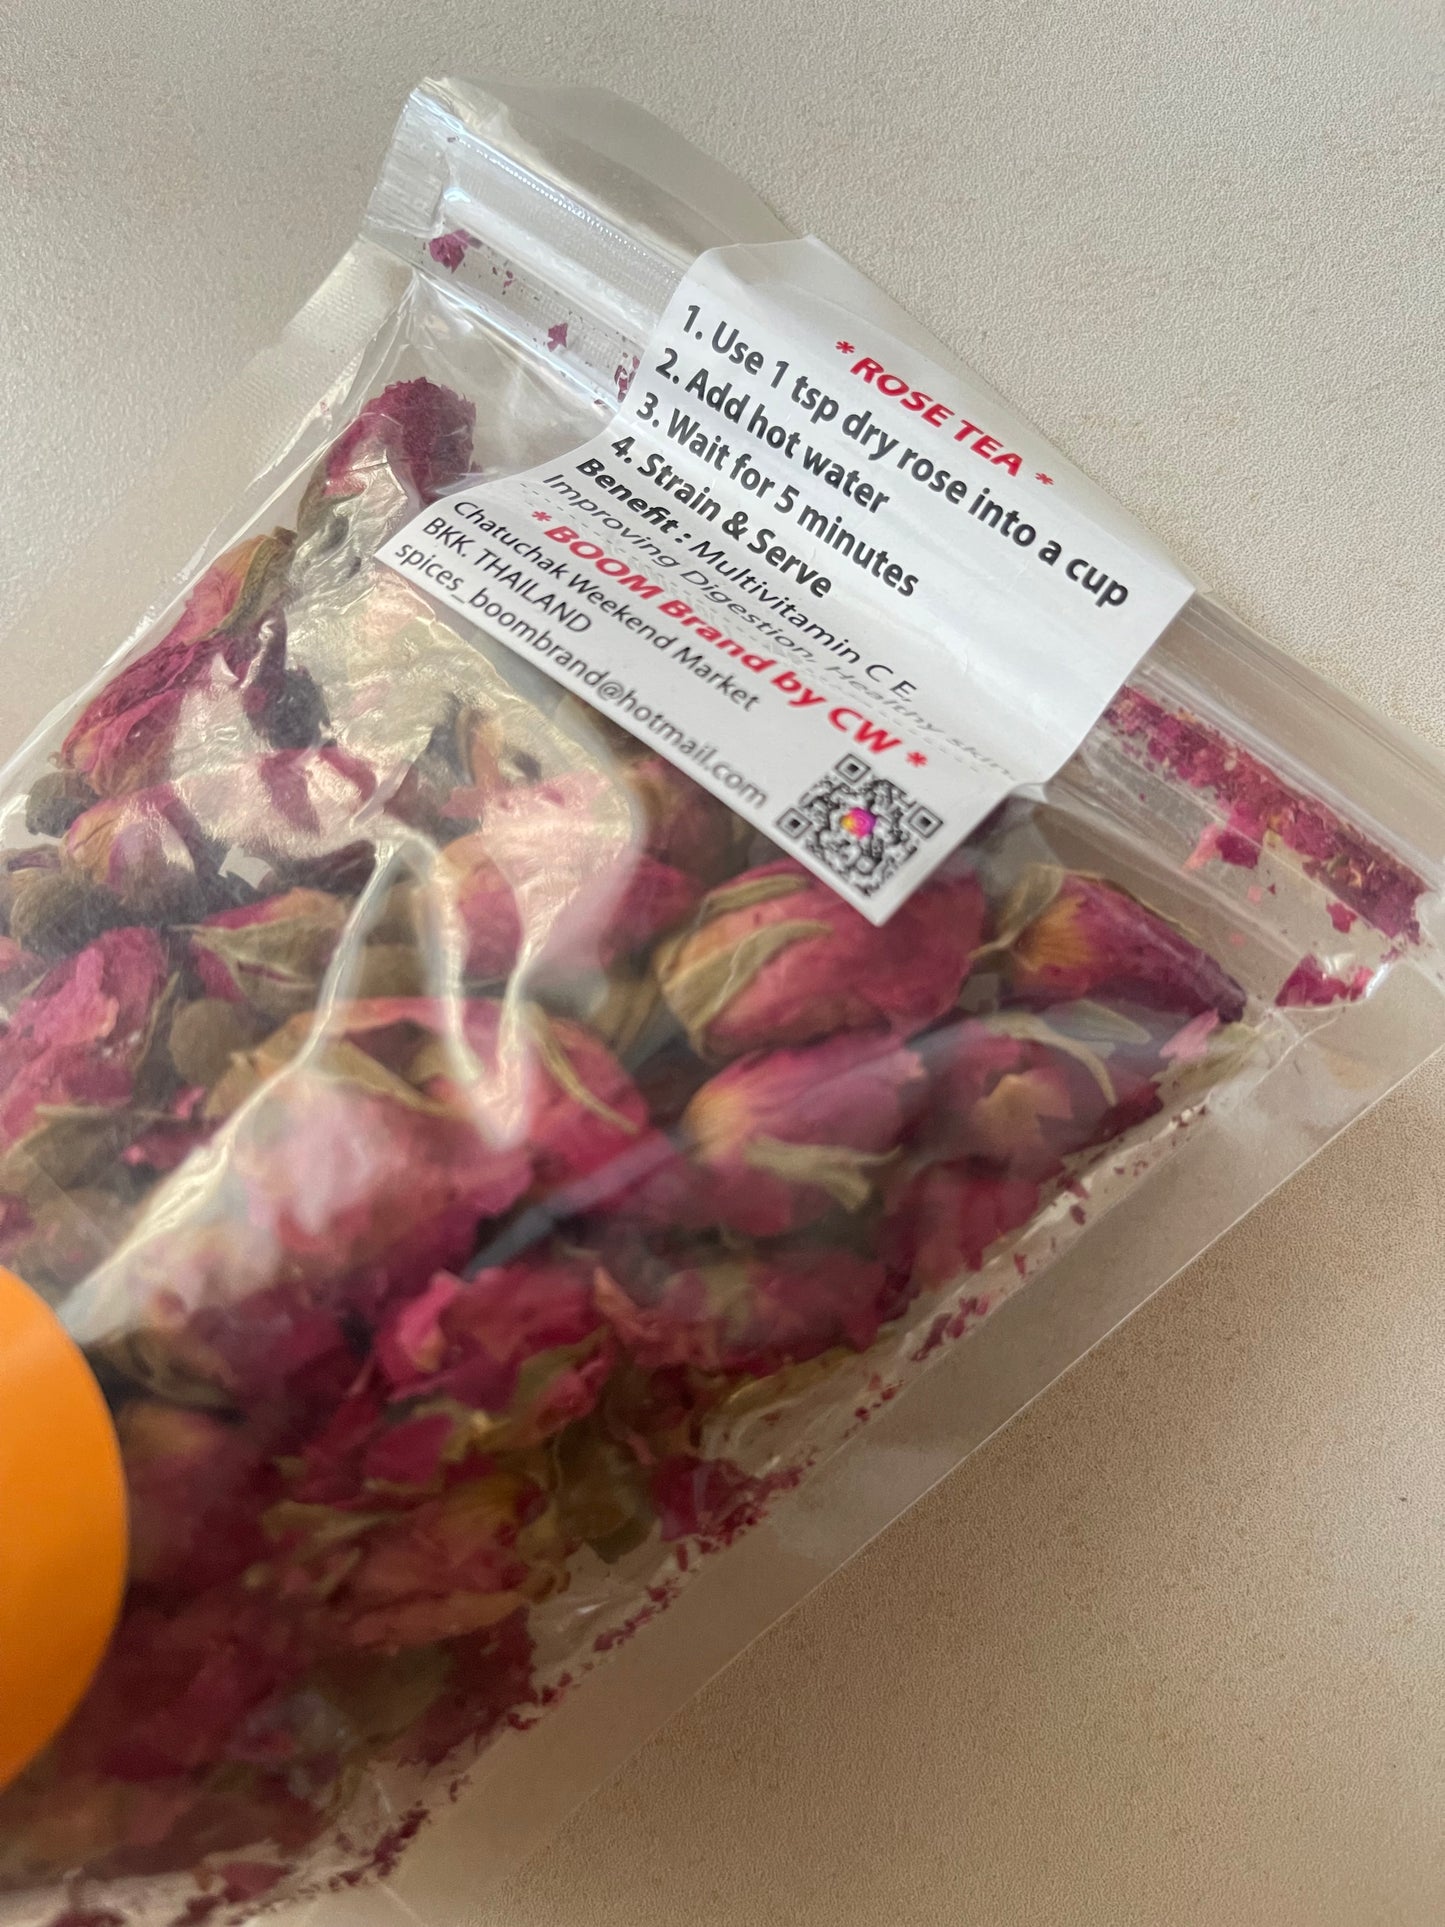 * ROSE TEA *
1. Use 1 tsp dry rose into a cup
2. Add hot water
3. Wait for 5 minutes
4. Strain & Serve
Benefit : Multivitamin C E
Improving Digestion, Healthy skin
* BOOM Brand by CW *
Chatuchak Weekend Market
BKK. THAILAND
spices_boombrand@hotmail.com